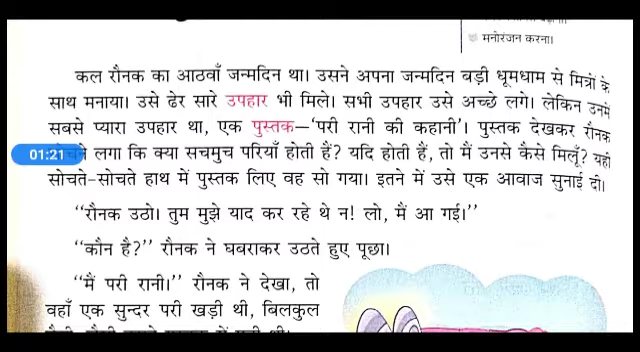 मनोरंजन करना।
कल रौनक का आठवाँ जन्मदिन था। उसने अपना जन्मदिन बड़ी धूमधाम से मित्रों के
साथ मनाया। उसे ढेर सारे उपहार भी मिले। सभी उपहार उसे अच्छे लगे। लेकिन उनमें
सबसे प्यारा उपहार था, एक पुस्तक–‘परी रानी की कहानी’। पुस्तक देखकर रौनक
01:21 लगा कि क्या सचमुच परियाँ होती हैं? यदि होती हैं, तो मैं उनसे कैसे मिलूँ? यही
सोचते-सोचते हाथ में पुस्तक लिए वह सो गया। इतने में उसे एक आवाज सुनाई दी।
‘‘रौनक उठो। तुम मुझे याद कर रहे थे न! लो, मैं आ गई।’’
‘‘कौन है?’’ रौनक ने घबराकर उठते हुए पूछा।
‘‘मैं परी रानी।’’ रौनक ने देखा, तो
वहाँ एक सुन्दर परी खड़ी थी, बिलकुल